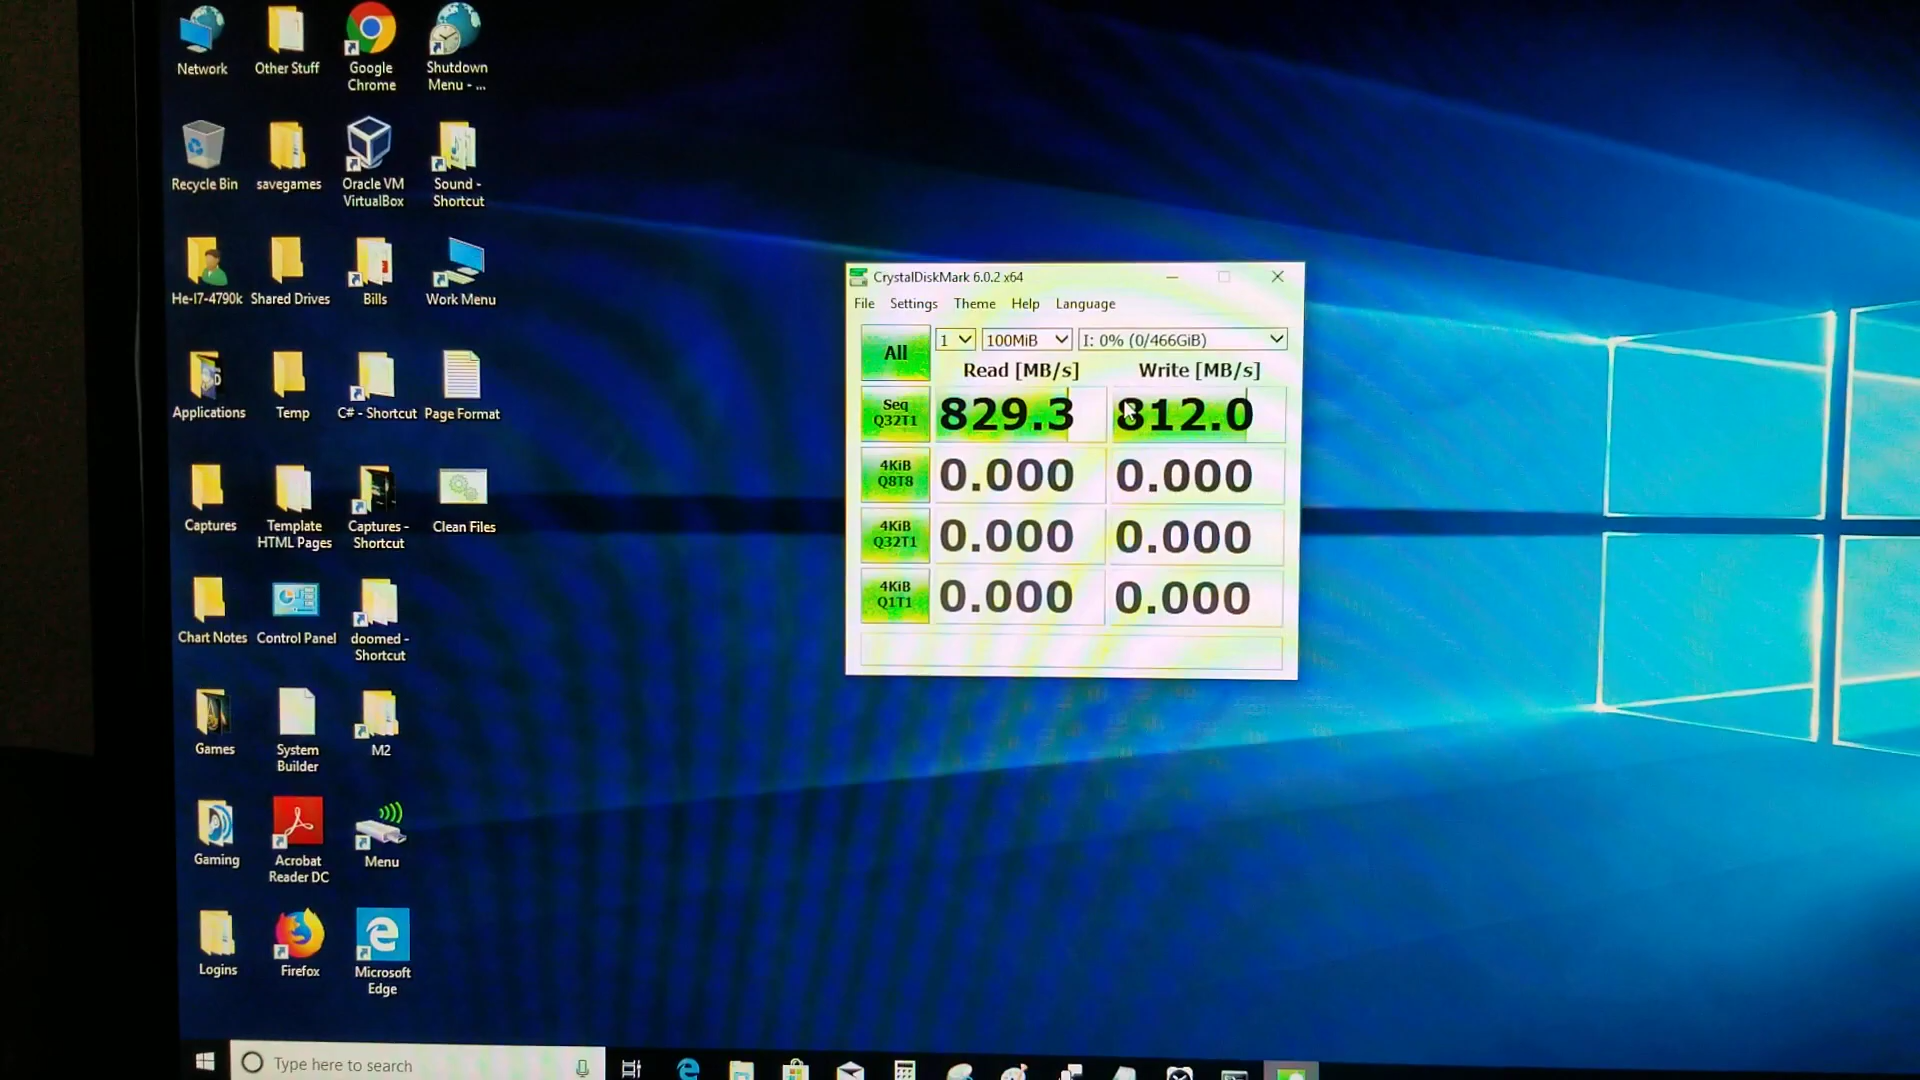 Network
Other Stuff
Google
Chrome
Shutdown
Menu - ...
Recycle Bin
savegames
Oracle VM
VirtualBox
Sound -
Shortcut
He-I7-4790k
Shared Drives
Bills
Work Menu
Applications
Temp
C# - Shortcut
Page Format
Captures
Template
HTML Pages
Captures -
Shortcut
Clean Files
Chart Notes
Control Panel
doomed -
Shortcut
Games
System
Builder
M2
Gaming
Acrobat
Reader DC
Menu
Logins
Firefox
Microsoft
Edge
CrystalDiskMark 6.0.2 x64
File Settings Theme Help Language
All 1 100MiB I: 0% (0/466GiB)
Read [MB/s] Write [MB/s]
Seq
Q32T1 829.3 812.0
4KiB
Q8T8 0.000 0.000
4KiB
Q32T1 0.000 0.000
4KiB
Q1T1 0.000 0.000
Type here to search